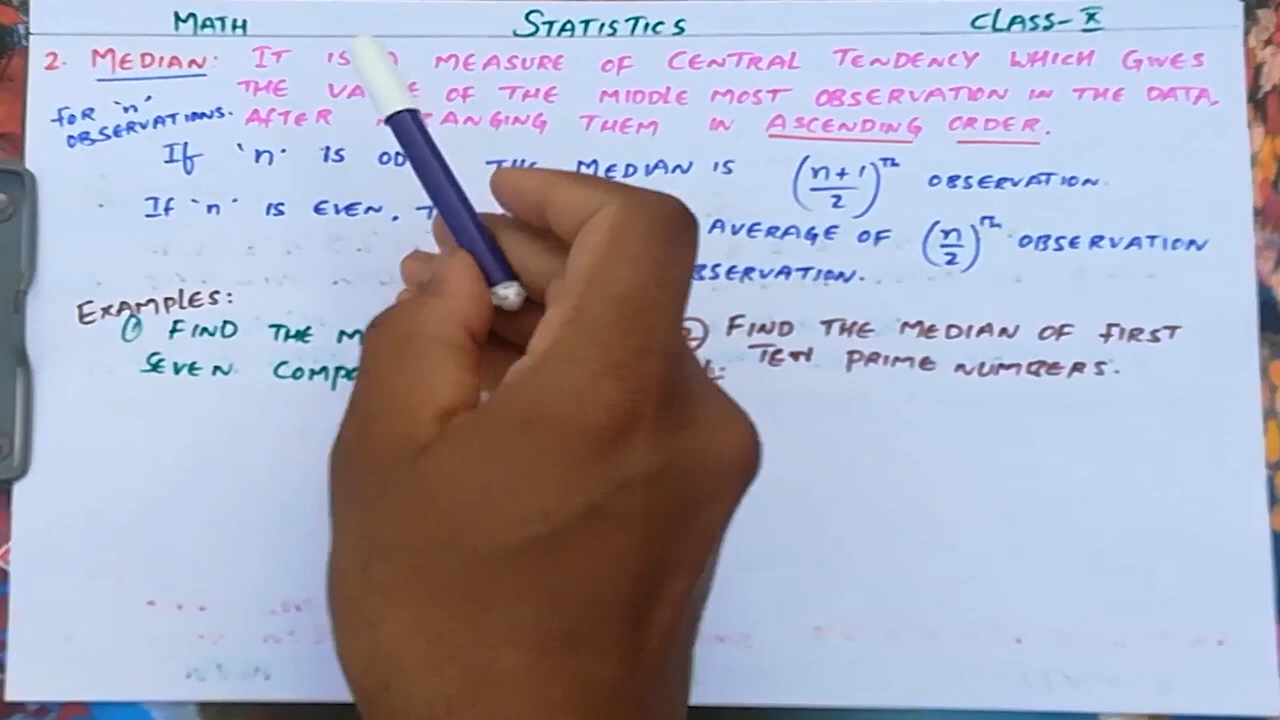 MATH STATISTICS CLASS-X
2. MEDIAN: IT IS MEASURE OF CENTRAL TENDENCY WHICH GIVES
THE OF THE MIDDLE MOST OBSERVATION IN THE DATA,
FOR 'n'
OBSERVATIONS. AFTER THEM IN ASCENDING ORDER.
If 'n' IS MEDIAN IS (n+1/2)TH OBSERVATION.
If 'n' IS EVEN, AVERAGE OF (n/2)TH OBSERVATION
OBSERVATION.
EXAMPLES:
① FIND THE
SEVEN
② FIND THE MEDIAN OF FIRST
TEN PRIME NUMBERS.